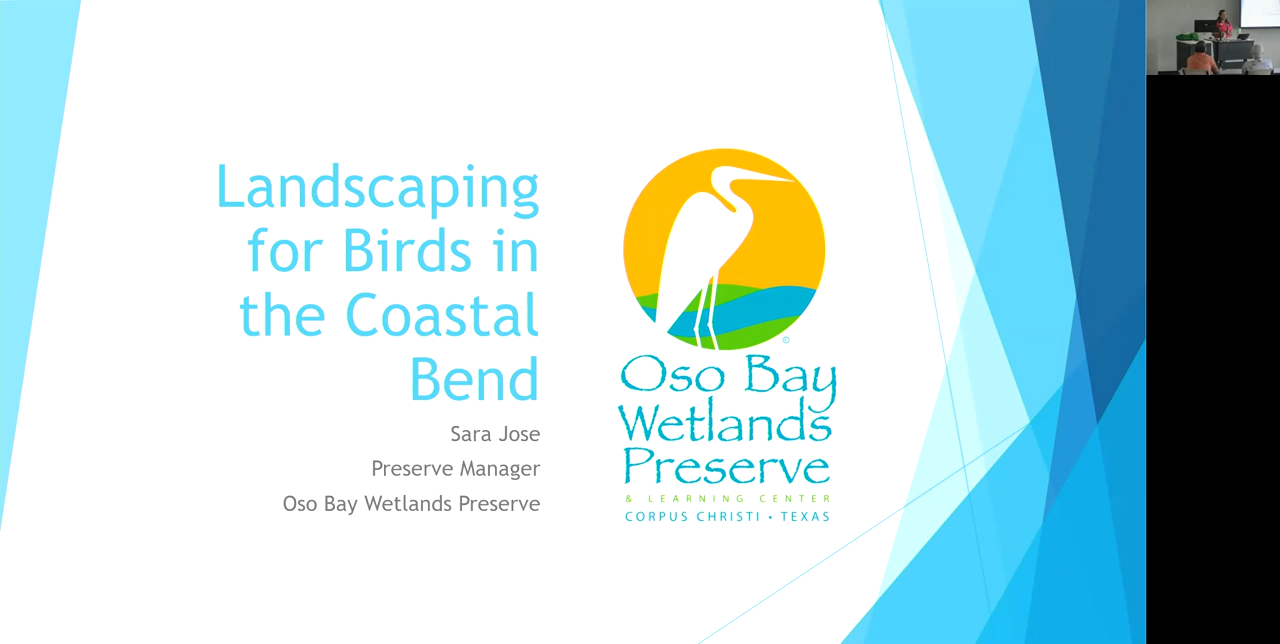 Landscaping
for Birds in
the Coastal
Bend
Sara Jose
Preserve Manager
Oso Bay Wetlands Preserve
©
Oso Bay
Wetlands
Preserve
& LEARNING CENTER
CORPUS CHRISTI • TEXAS